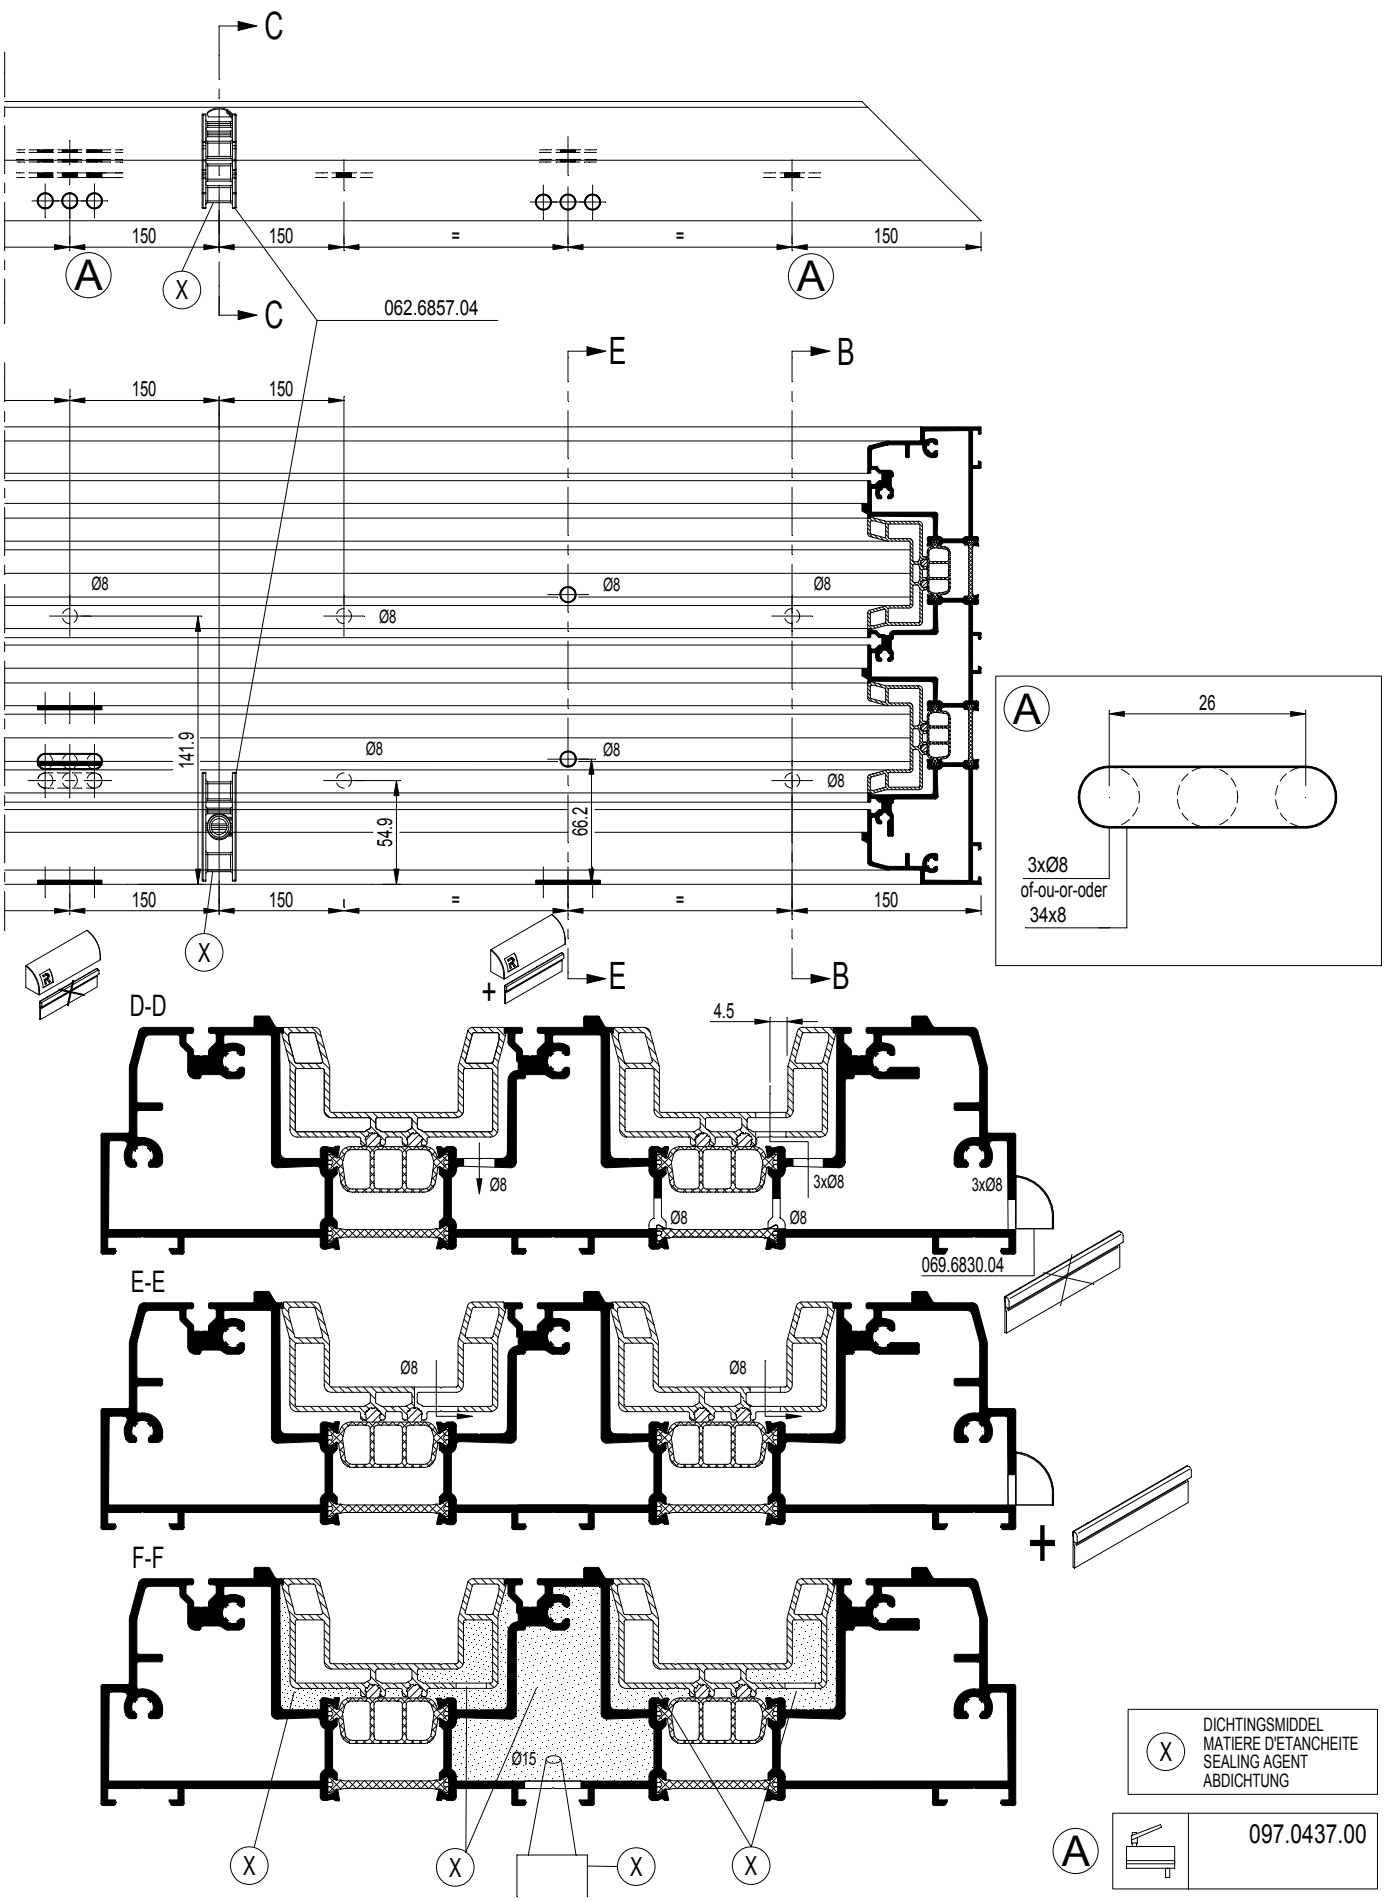 C
150
150
=
=
150
A
X
A
C
062.6857.04
E
B
150
150
Ø8
Ø8
Ø8
Ø8
141.9
Ø8
Ø8
Ø8
54.9
66.2
150
150
=
=
150
X
A
26
3xØ8
of-ou-or-oder
34x8
R
R
+
E
B
D-D
4.5
Ø8
3xØ8
3xØ8
Ø8
Ø8
069.6830.04
E-E
Ø8
Ø8
+
F-F
Ø15
X
X
X
X
X
DICHTINGSMIDDEL
MATIERE D'ETANCHEITE
SEALING AGENT
ABDICHTUNG
A
097.0437.00